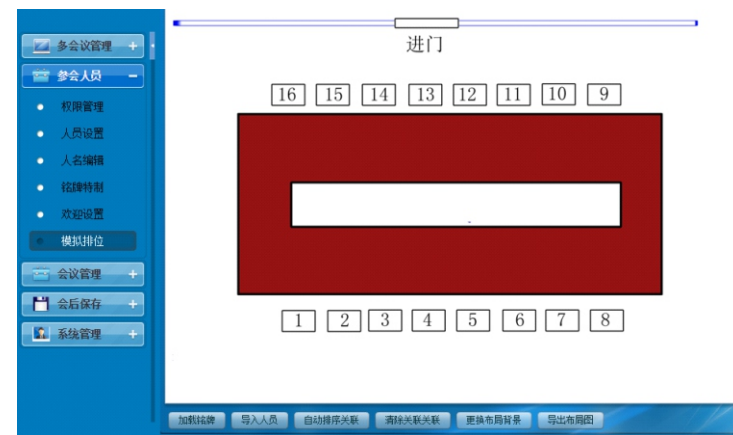 多会议管理 +
参会人员 -
权限管理
人员设置
人名编辑
铭牌特制
欢迎设置
模拟排位
会议管理 +
会后保存 +
系统管理 +
进门
16 15 14 13 12 11 10 9
1 2 3 4 5 6 7 8
加载铭牌 导入人员 自动排序关联 清除关联关联 更换布局背景 导出布局图